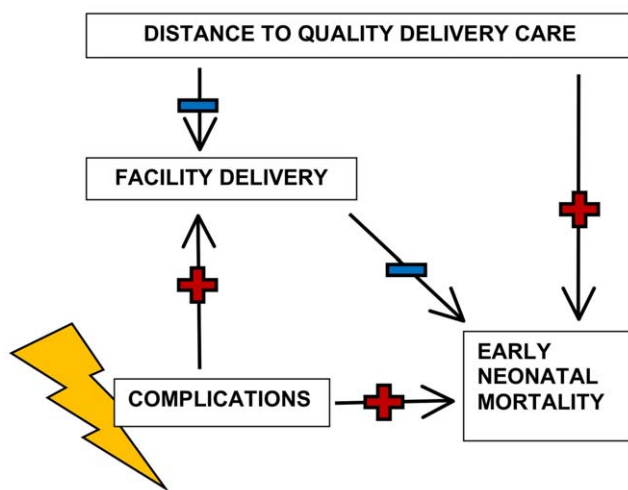 DISTANCE TO QUALITY DELIVERY CARE
FACILITY DELIVERY
COMPLICATIONS
EARLY
NEONATAL
MORTALITY